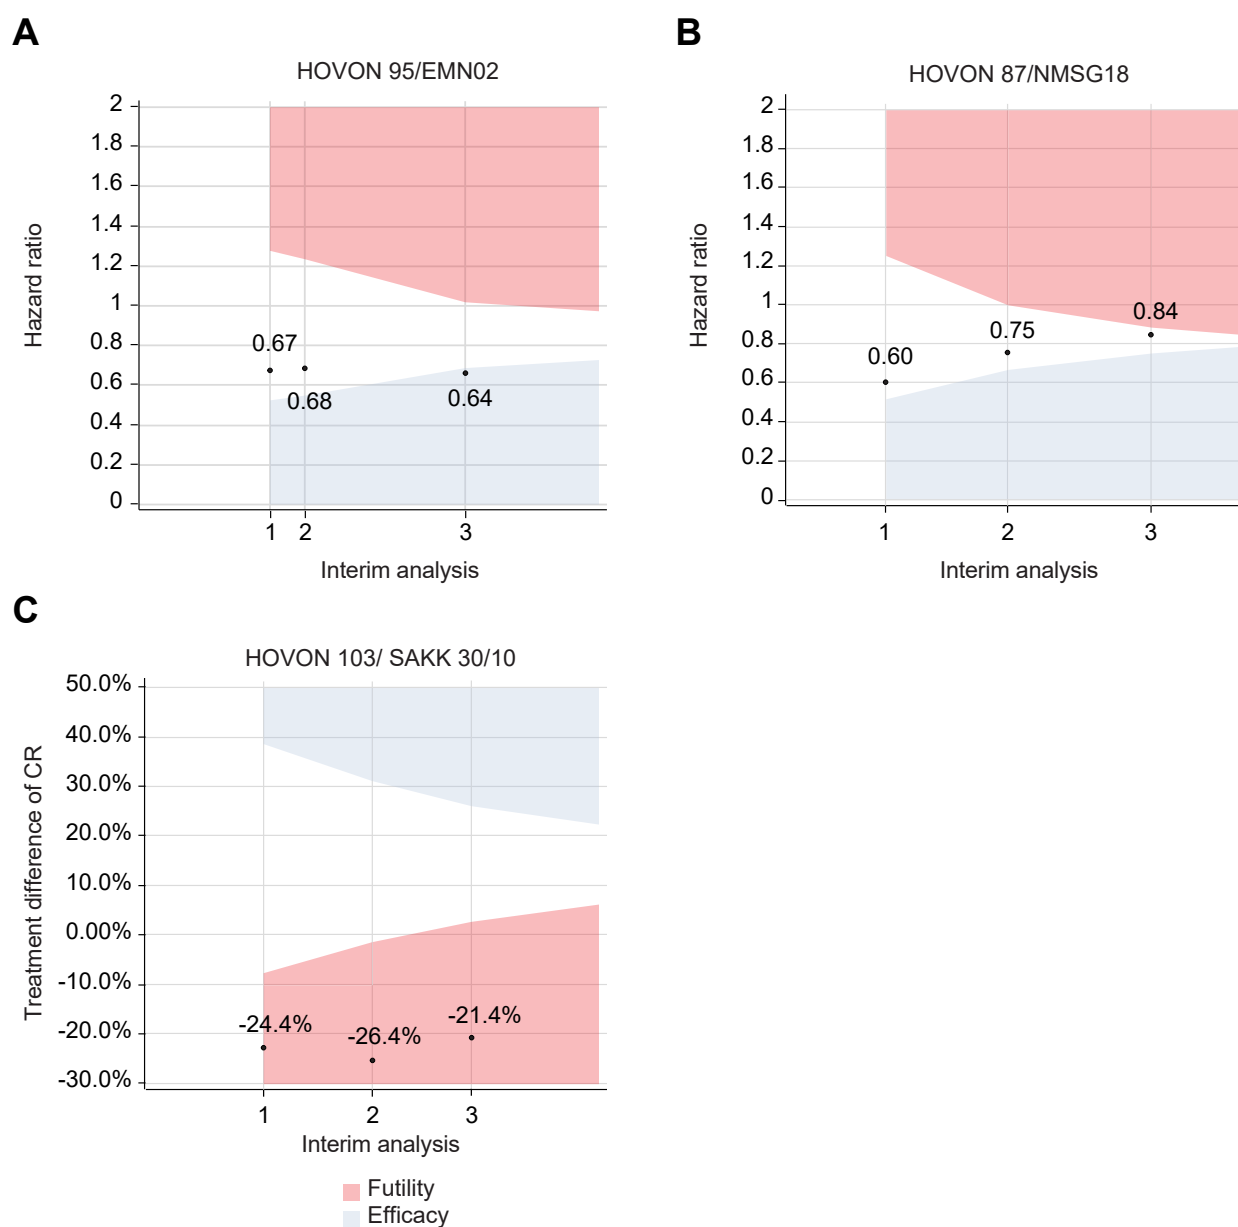 A
HOVON 95/EMN02
Hazard ratio
2
1.8
1.6
1.4
1.2
1
0.8
0.6
0.4
0.2
0
0.67
0.68
0.64
1 2 3
Interim analysis
B
HOVON 87/NMSG18
Hazard ratio
2
1.8
1.6
1.4
1.2
1
0.8
0.6
0.4
0.2
0
0.60
0.75
0.84
1 2 3
Interim analysis
C
HOVON 103/ SAKK 30/10
Treatment difference of CR
50.0%
40.0%
30.0%
20.0%
10.0%
0.00%
-10.0%
-20.0%
-30.0%
-24.4%
-26.4%
-21.4%
1 2 3
Interim analysis
Futility
Efficacy